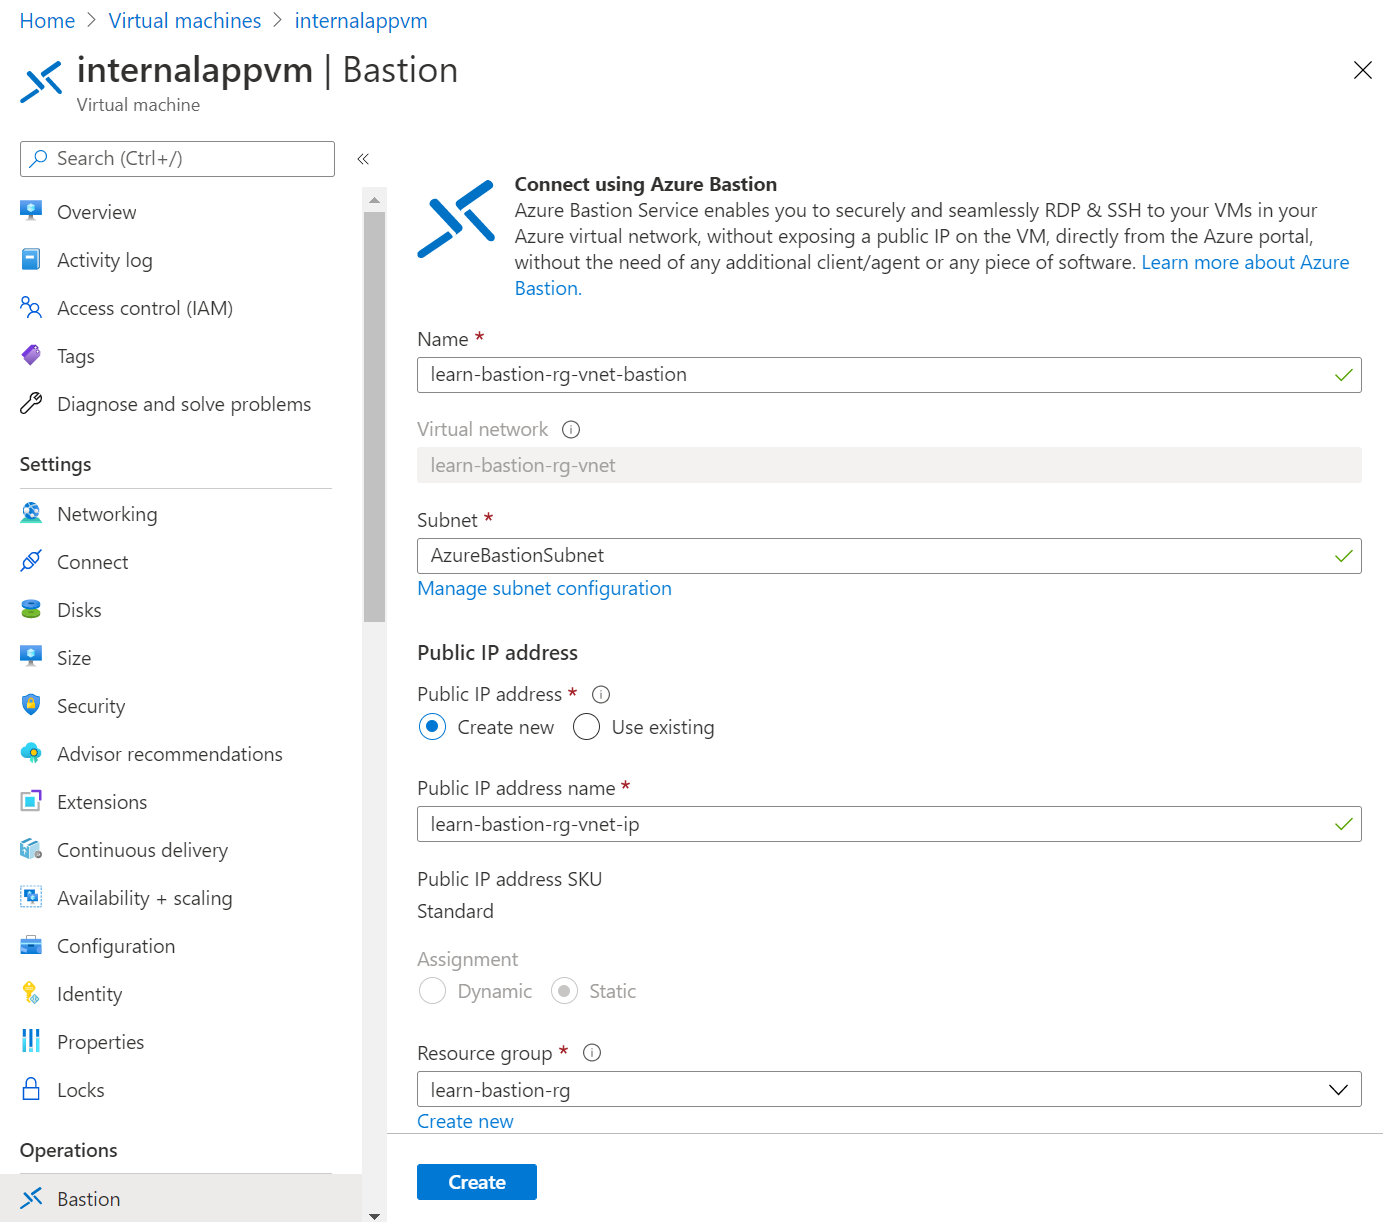 Home > Virtual machines > internalappvm
internalappvm | Bastion
Virtual machine
Search (Ctrl+/)
«
Overview
Activity log
Access control (IAM)
Tags
Diagnose and solve problems
Settings
Networking
Connect
Disks
Size
Security
Advisor recommendations
Extensions
Continuous delivery
Availability + scaling
Configuration
Identity
Properties
Locks
Operations
Bastion
Connect using Azure Bastion
Azure Bastion Service enables you to securely and seamlessly RDP & SSH to your VMs in your
Azure virtual network, without exposing a public IP on the VM, directly from the Azure portal,
without the need of any additional client/agent or any piece of software. Learn more about Azure
Bastion.
Name *
learn-bastion-rg-vnet-bastion
Virtual network
learn-bastion-rg-vnet
Subnet *
AzureBastionSubnet
Manage subnet configuration
Public IP address
Public IP address *
Create new Use existing
Public IP address name *
learn-bastion-rg-vnet-ip
Public IP address SKU
Standard
Assignment
Dynamic Static
Resource group *
learn-bastion-rg
Create new
Create